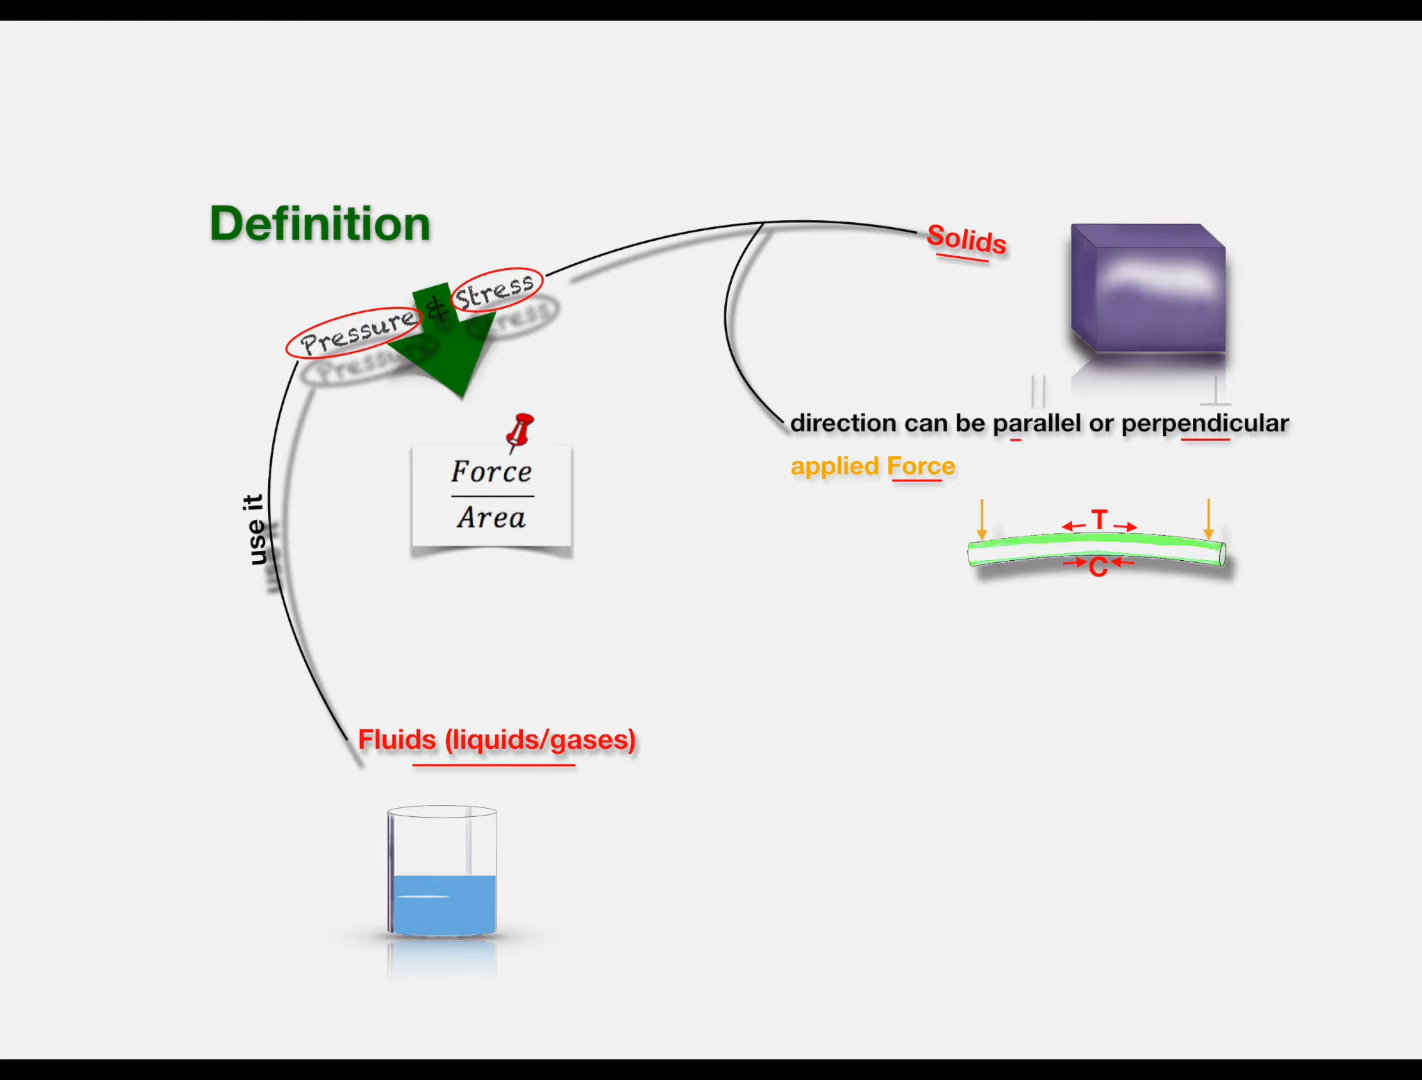 Definition
Solids
Pressure & Stress
direction can be parallel or perpendicular
applied Force
Force
Area
T
C
use it
Fluids (liquids/gases)